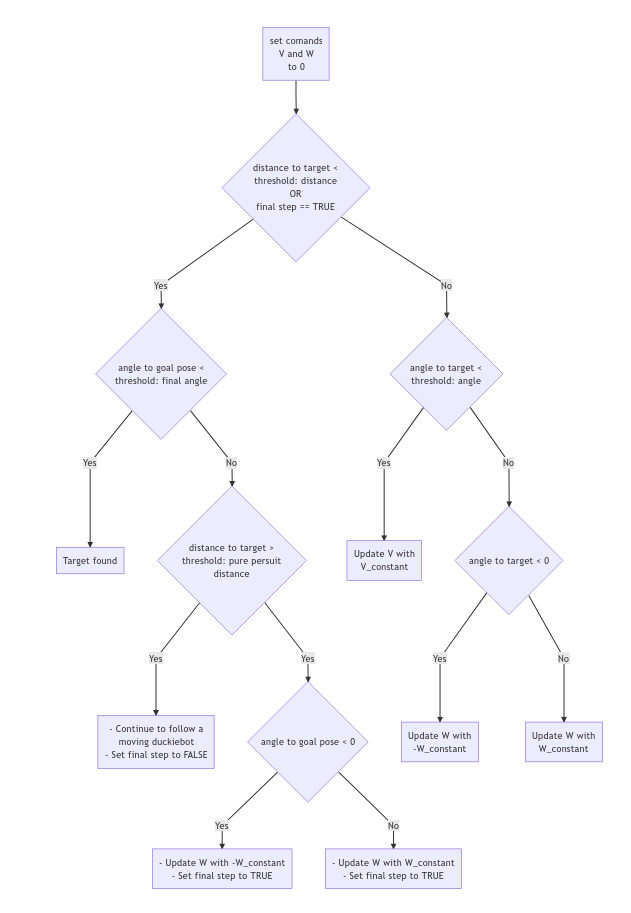 set comands
V and W
to 0
distance to target <
threshold: distance
OR
final step == TRUE
Yes
No
angle to goal pose <
threshold: final angle
angle to target <
threshold: angle
Yes
No
Yes
No
Target found
distance to target >
threshold: pure persuit
distance
Update V with
V_constant
angle to target < 0
Yes
Yes
Yes
No
- Continue to follow a
moving duckiebot
- Set final step to FALSE
angle to goal pose < 0
Update W with
-W_constant
Update W with
W_constant
Yes
No
- Update W with -W_constant
- Set final step to TRUE
- Update W with W_constant
- Set final step to TRUE